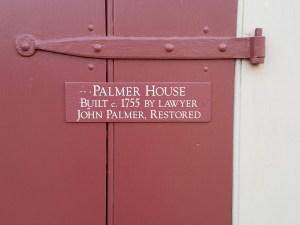 PALMER HOUSE
BUILT c. 1755 BY LAWYER
JOHN PALMER, RESTORED